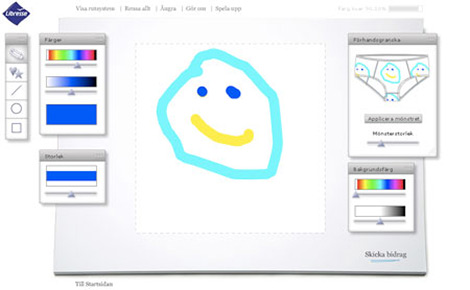 Libresse
Visa rutsystem | Rensa allt | Ångra | Gör om | Spela upp
Färger
Storlek
Förhandsgranska
Applicera mönstret
Mönsterstorlek
Bakgrundsfärg
Skicka bidrag
Till Startsidan